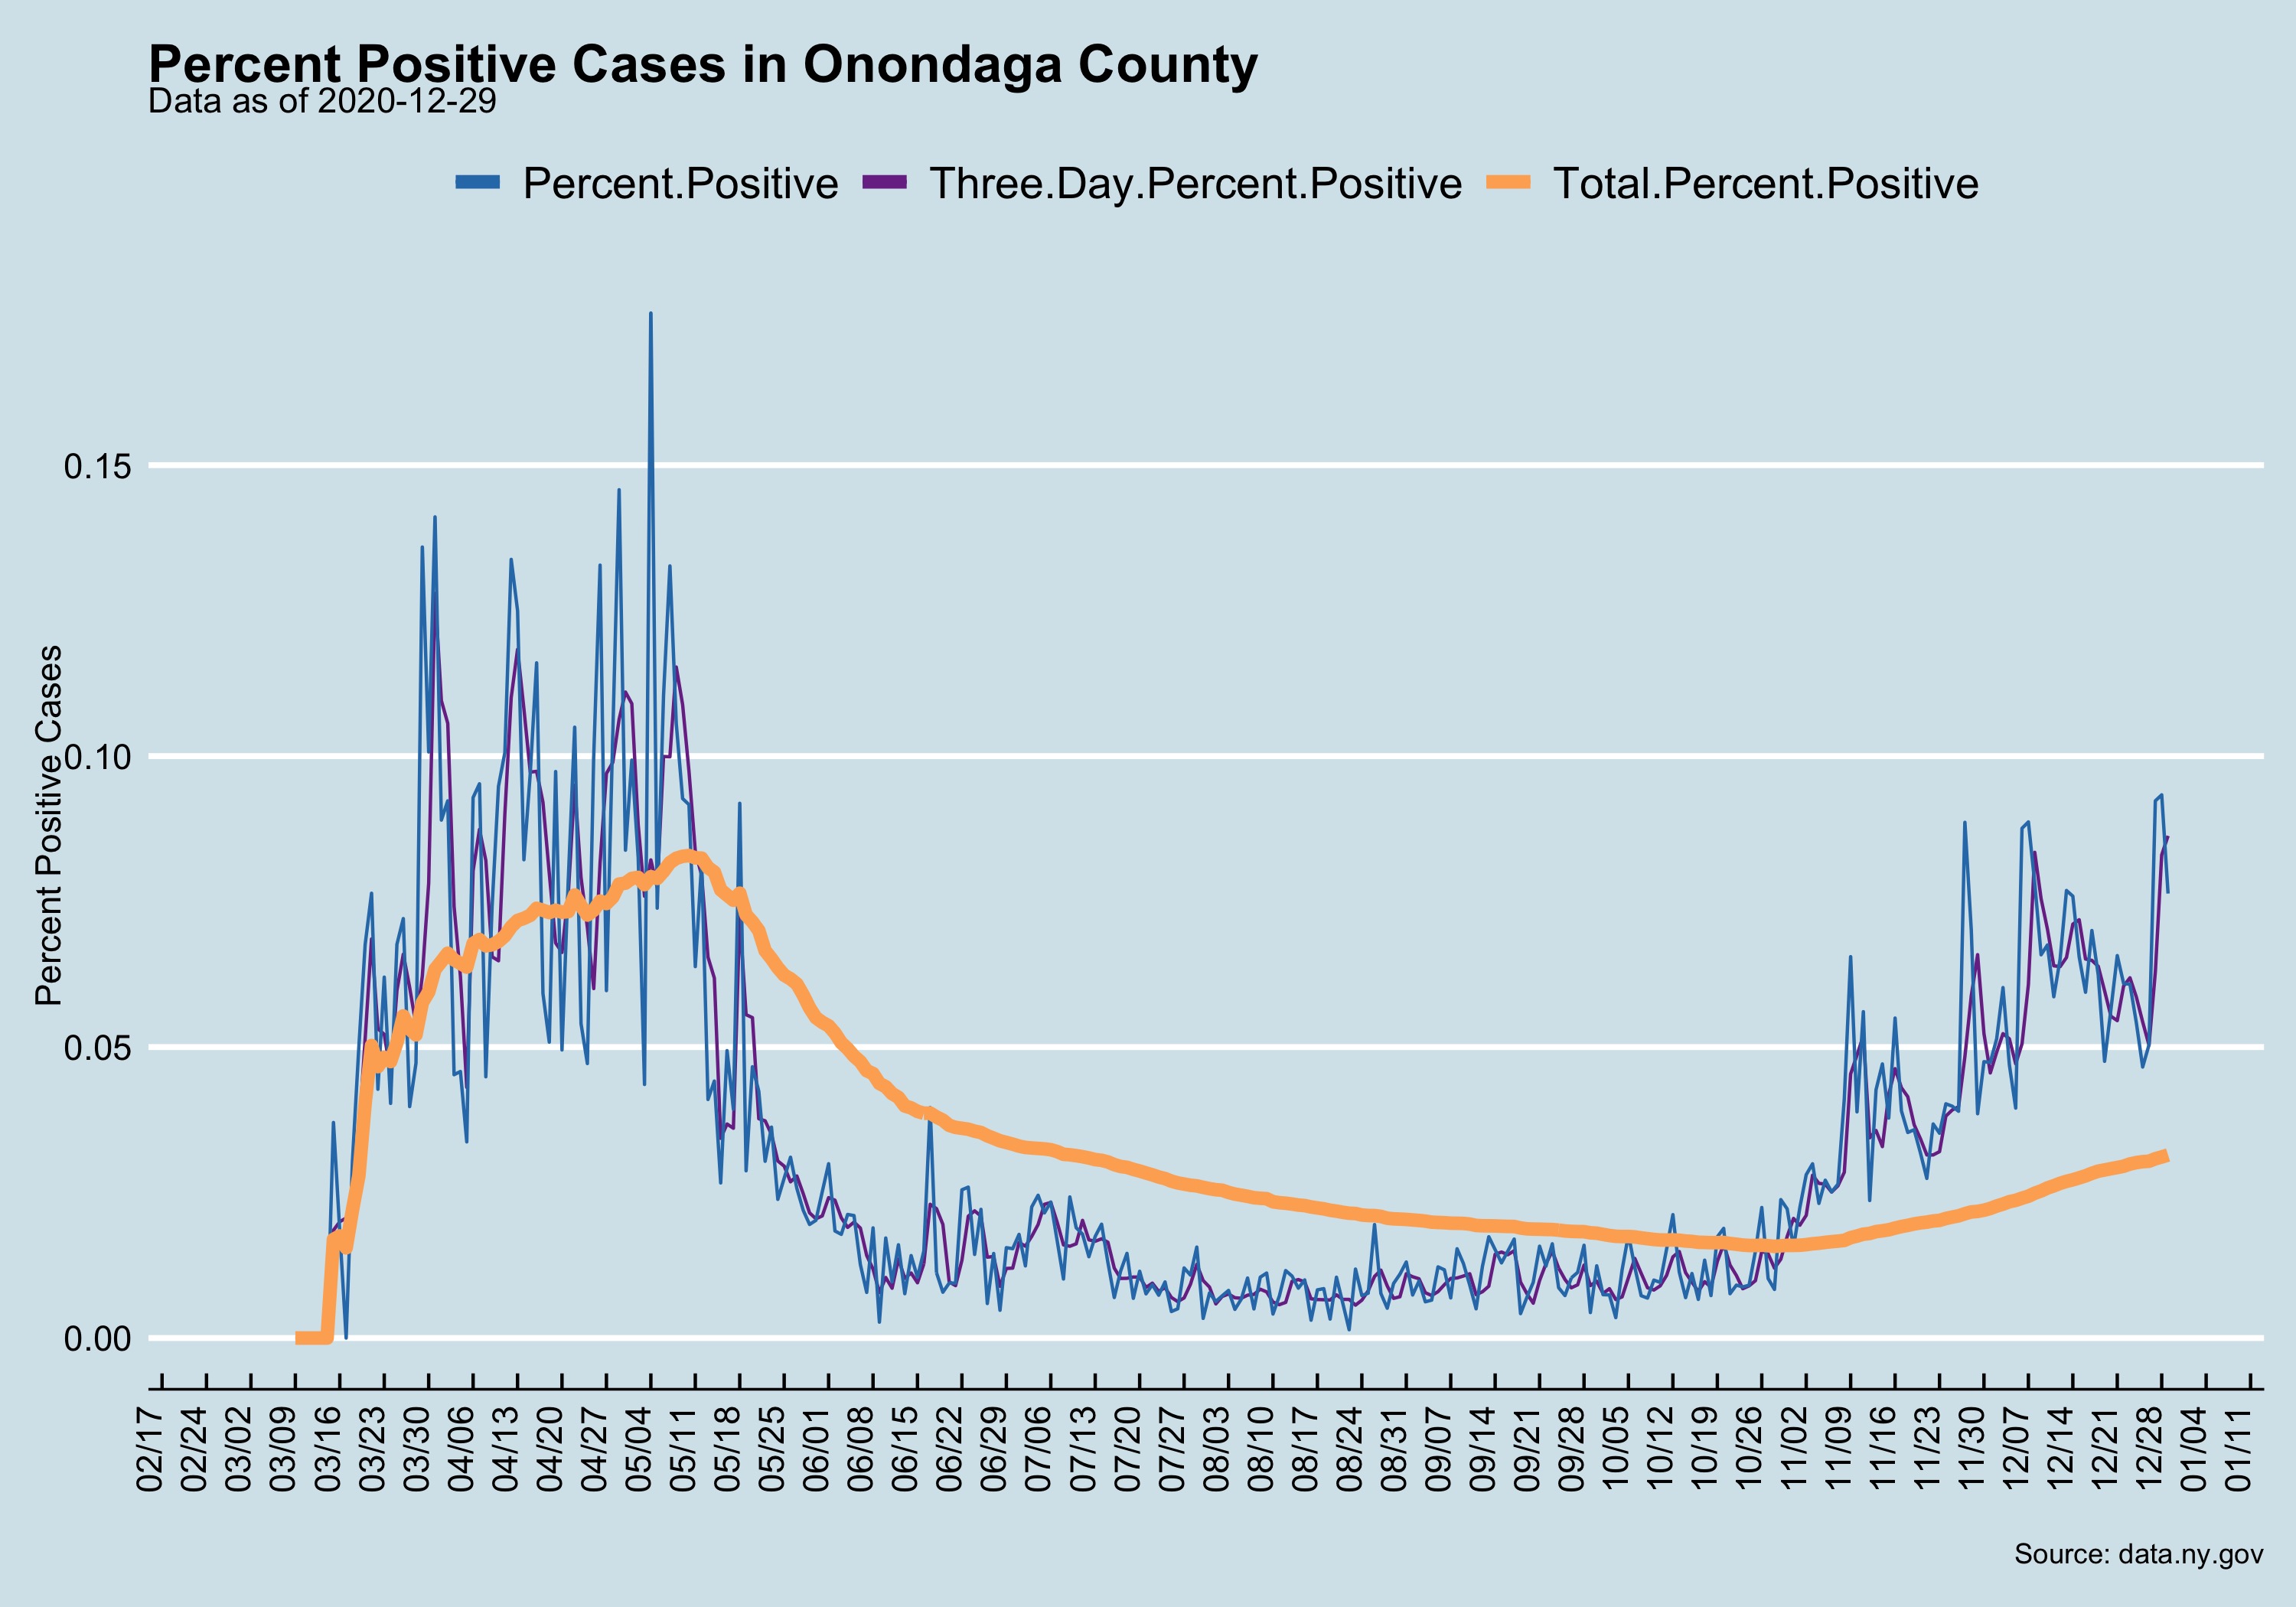 Percent Positive Cases in Onondaga County
Data as of 2020-12-29
Percent.Positive Three.Day.Percent.Positive Total.Percent.Positive
Percent Positive Cases
0.15
0.10
0.05
0.00
02/17 02/24 03/02 03/09 03/16 03/23 03/30 04/06 04/13 04/20 04/27 05/04 05/11 05/18 05/25 06/01 06/08 06/15 06/22 06/29 07/06 07/13 07/20 07/27 08/03 08/10 08/17 08/24 08/31 09/07 09/14 09/21 09/28 10/05 10/12 10/19 10/26 11/02 11/09 11/16 11/23 11/30 12/07 12/14 12/21 12/28 01/04 01/11
Source: data.ny.gov